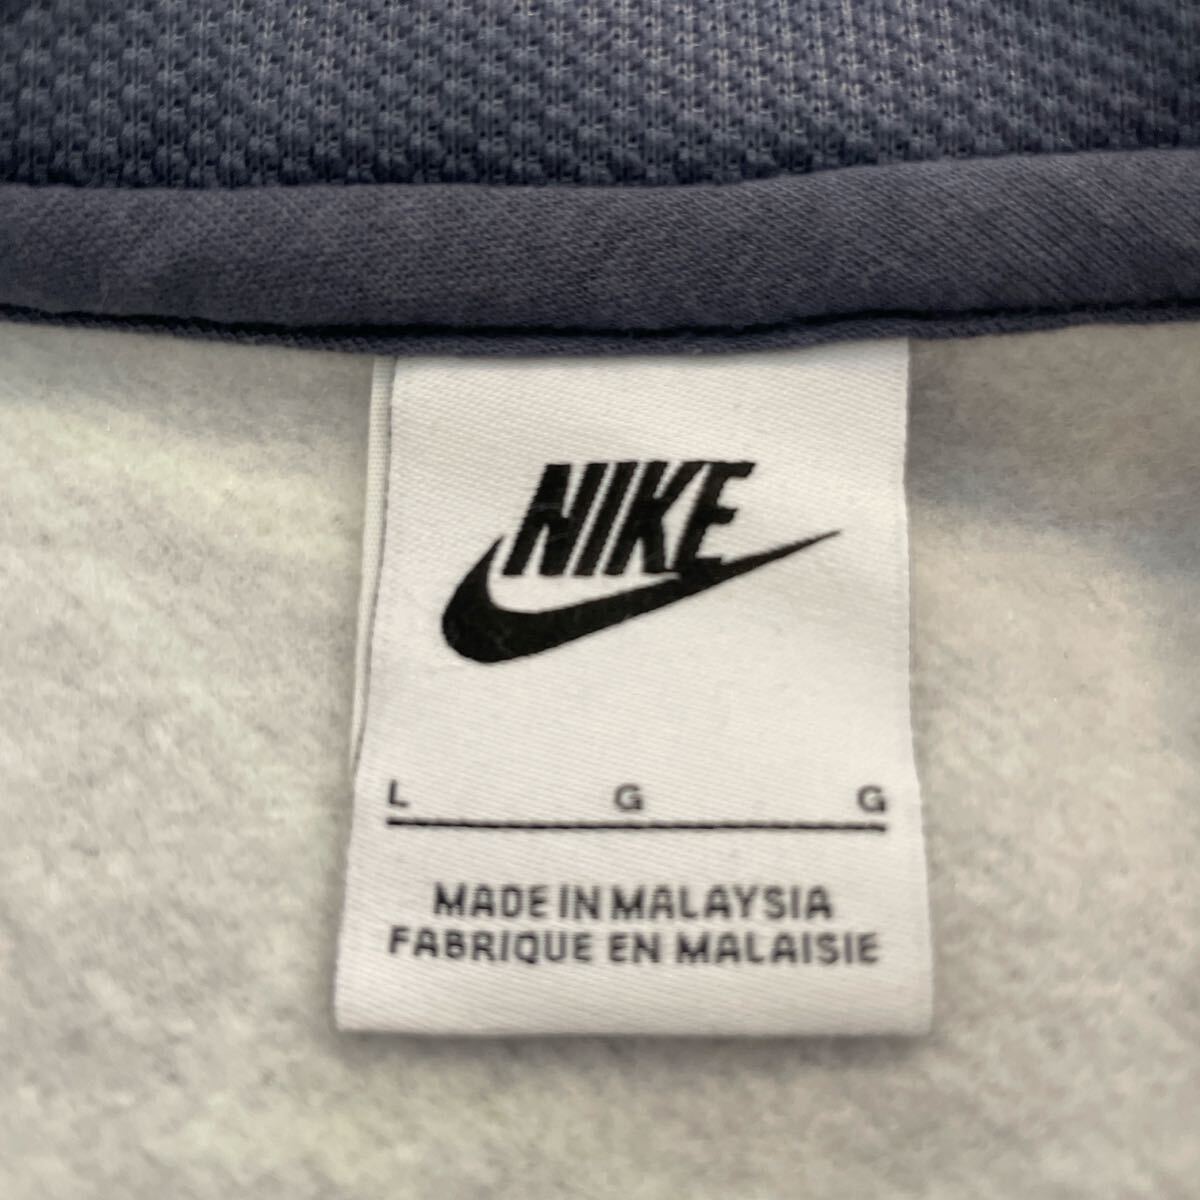 NIKE
L G G
MADE IN MALAYSIA
FABRIQUE EN MALAISIE